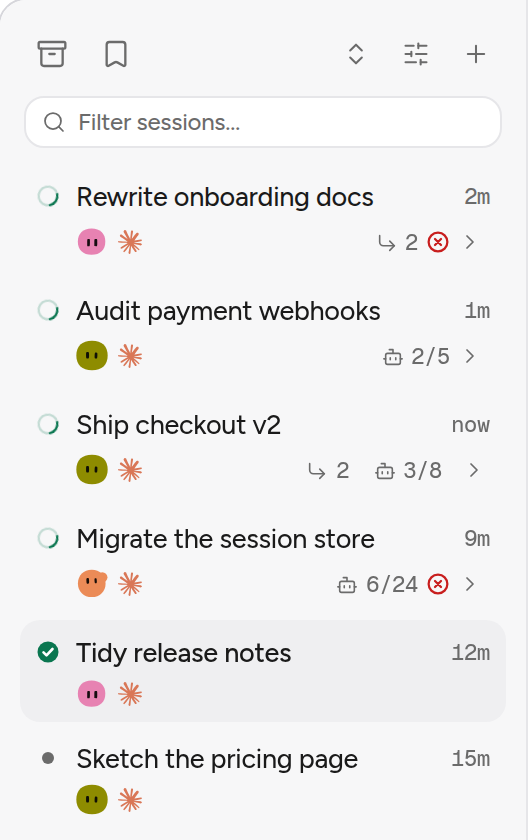 Filter sessions...
Rewrite onboarding docs 2m
2
Audit payment webhooks 1m
2/5
Ship checkout v2 now
2 3/8
Migrate the session store 9m
6/24
Tidy release notes 12m
Sketch the pricing page 15m